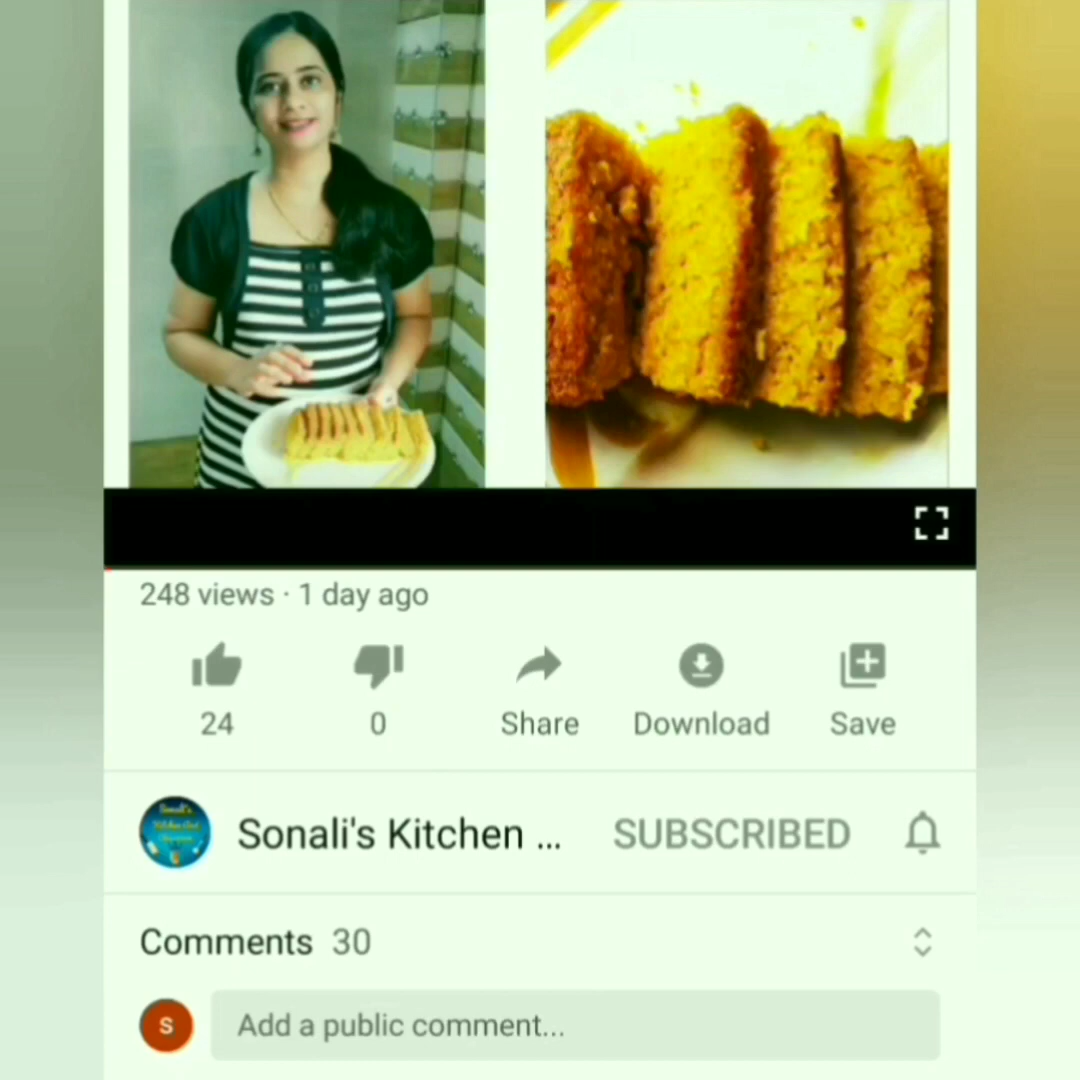 248 views · 1 day ago
24
0
Share
Download
Save
Sonali's Kitchen ...
SUBSCRIBED
Comments 30
S
Add a public comment...